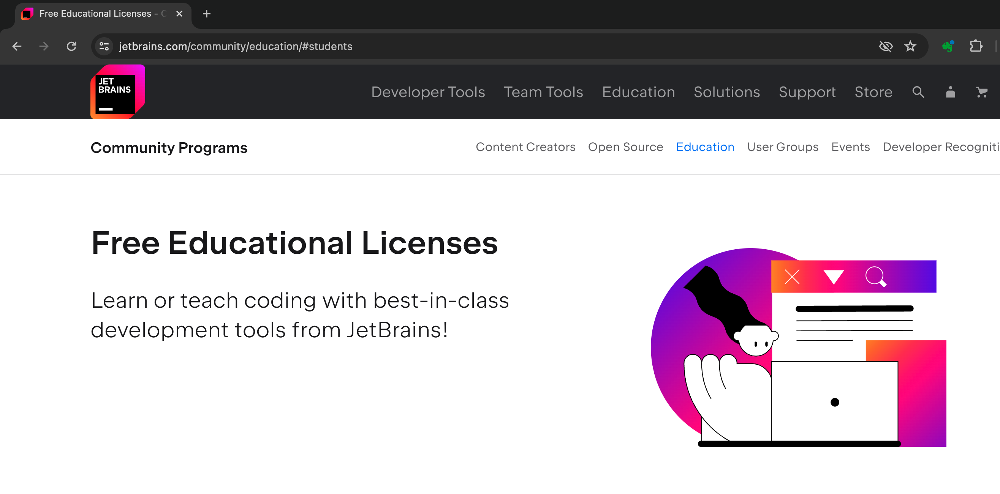 Free Educational Licenses -
jetbrains.com/community/education/#students
JET
BRAINS
Developer Tools Team Tools Education Solutions Support Store
Community Programs
Content Creators Open Source Education User Groups Events Developer Recogniti
Free Educational Licenses
Learn or teach coding with best-in-class
development tools from JetBrains!